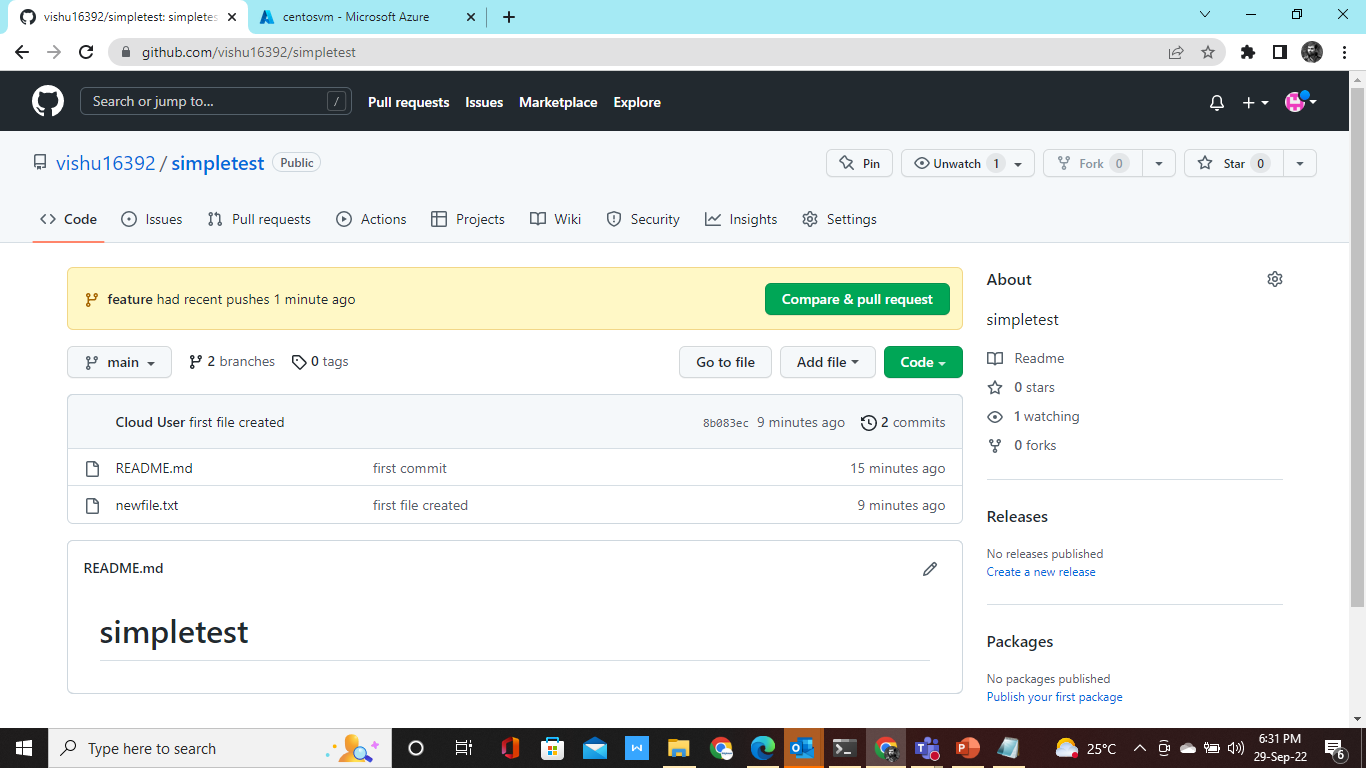 vishu16392/simpletest: simpletes
centosvm - Microsoft Azure
github.com/vishu16392/simpletest
Search or jump to...
/
Pull requests
Issues
Marketplace
Explore
vishu16392 / simpletest
Public
Pin
Unwatch 1
Fork 0
Star 0
Code
Issues
Pull requests
Actions
Projects
Wiki
Security
Insights
Settings
feature had recent pushes 1 minute ago
Compare & pull request
main
2 branches
0 tags
Go to file
Add file
Code
Cloud User first file created
8b083ec 9 minutes ago
2 commits
README.md first commit 15 minutes ago
newfile.txt first file created 9 minutes ago
README.md
simpletest
About
simpletest
Readme
0 stars
1 watching
0 forks
Releases
No releases published
Create a new release
Packages
No packages published
Publish your first package
Type here to search
25°C
6:31 PM
29-Sep-22
6